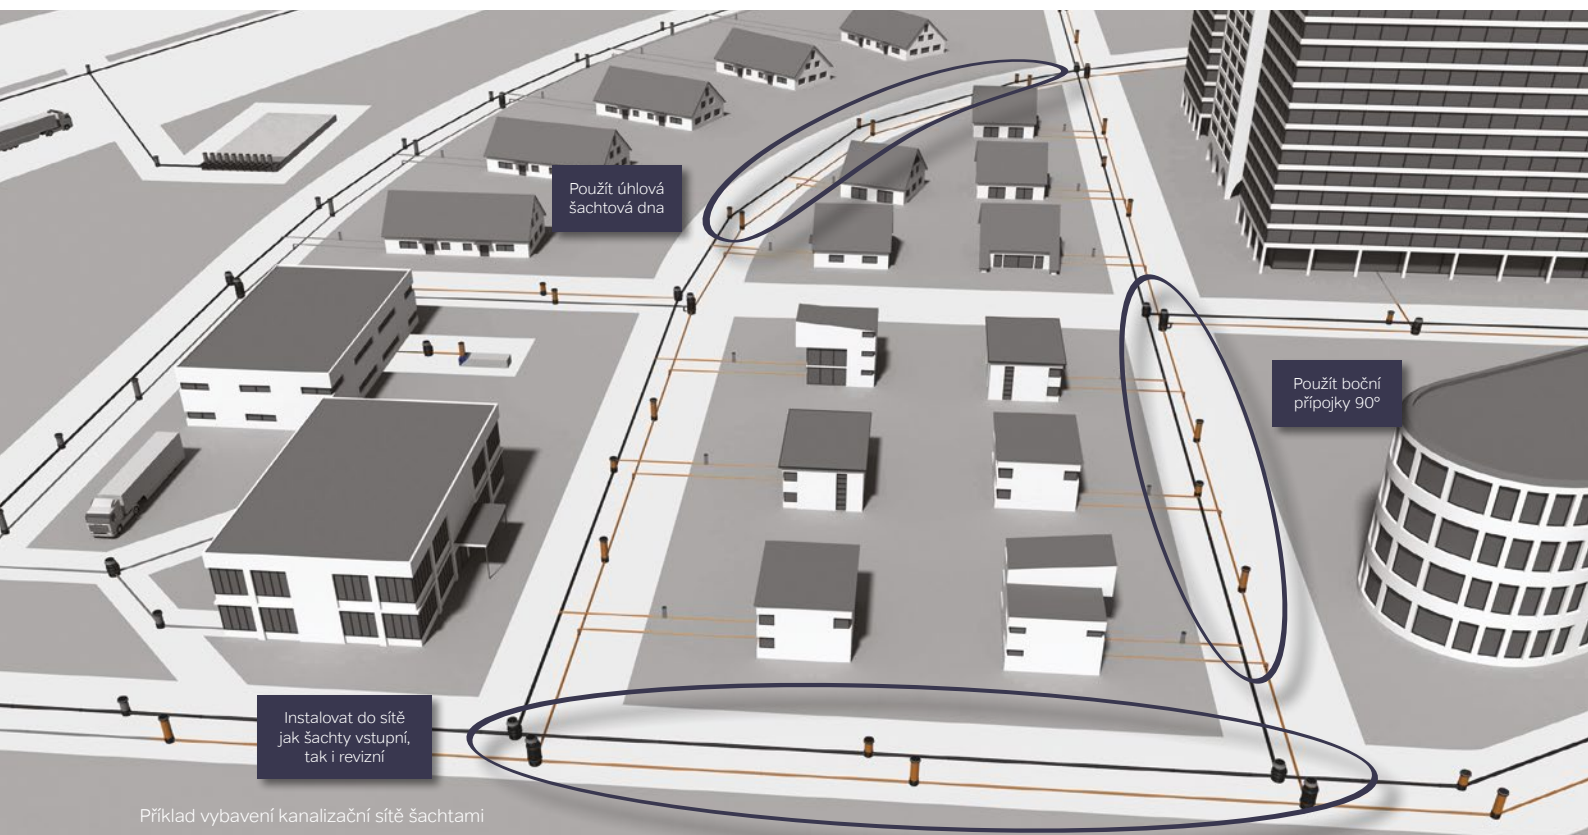 Použít úhlová
šachtová dna
Použít boční
přípojky 90°
Instalovat do sítě
jak šachty vstupní,
tak i revizní
Příklad vybavení kanalizační sítě šachtami